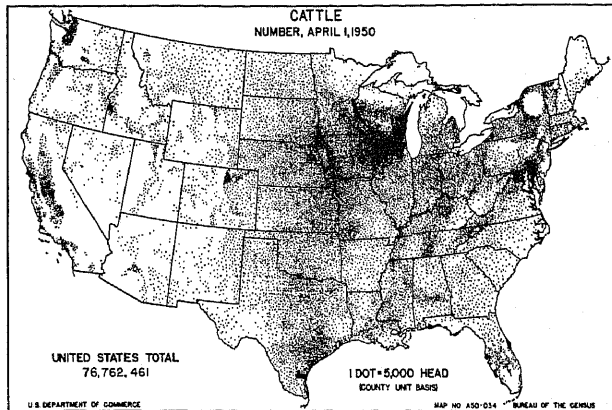 CATTLE
NUMBER, APRIL 1, 1950
UNITED STATES TOTAL
76,762,461
1 DOT = 5,000 HEAD
(COUNTY UNIT BASIS)
U.S. DEPARTMENT OF COMMERCE
MAP NO A50-034
BUREAU OF THE CENSUS